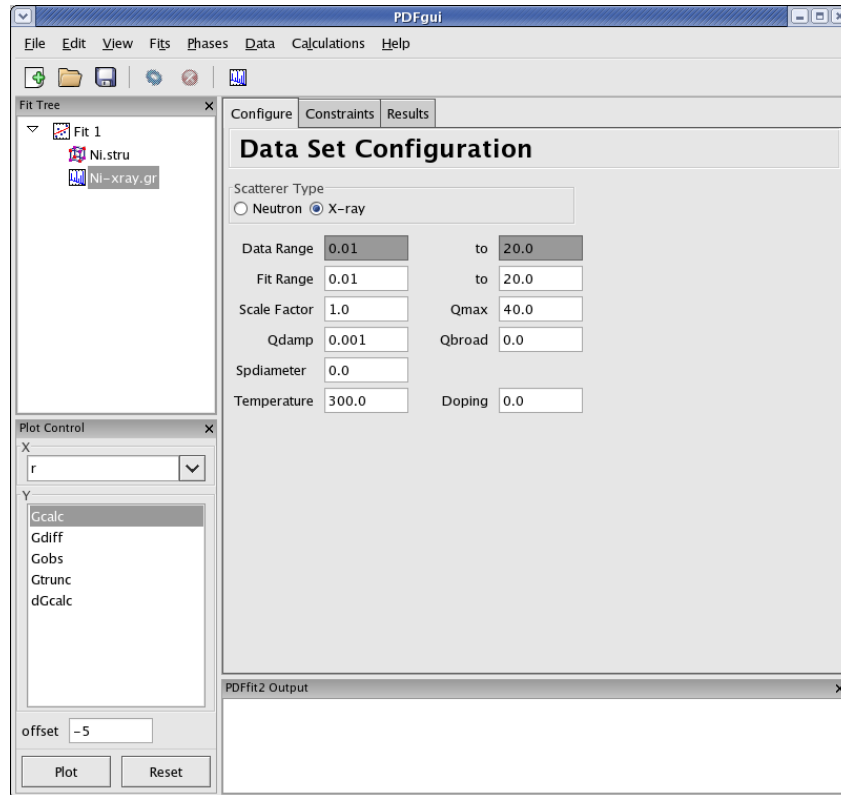 PDFgui
File Edit View Fits Phases Data Calculations Help
Fit Tree
Fit 1
Ni.stru
Ni-xray.gr
Plot Control
X
r
Y
Gcalc
Gdiff
Gobs
Gtrunc
dGcalc
offset -5
Plot Reset
Configure Constraints Results
Data Set Configuration
Scatterer Type
Neutron X-ray
Data Range 0.01 to 20.0
Fit Range 0.01 to 20.0
Scale Factor 1.0 Qmax 40.0
Qdamp 0.001 Qbroad 0.0
Spdiameter 0.0
Temperature 300.0 Doping 0.0
PDFfit2 Output